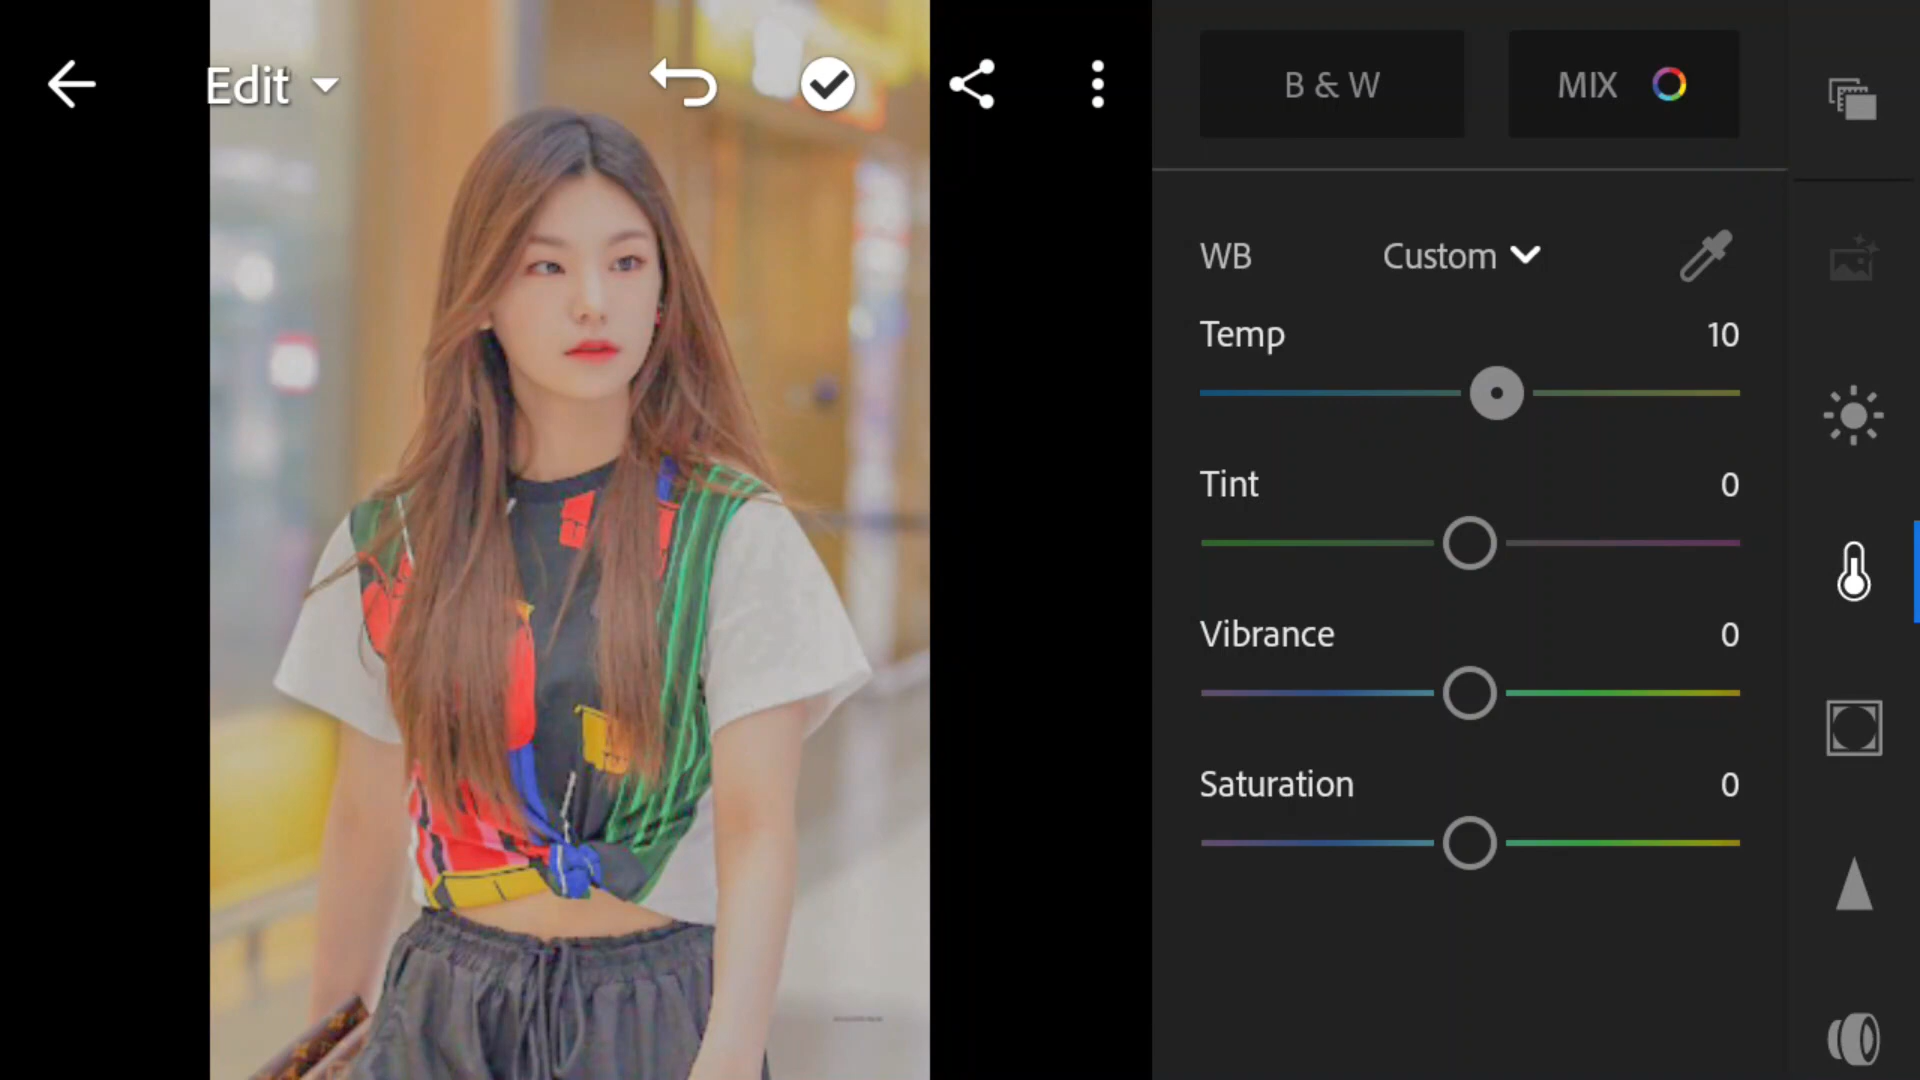 Edit
B & W
MIX
WB
Custom
Temp
10
Tint
0
Vibrance
0
Saturation
0